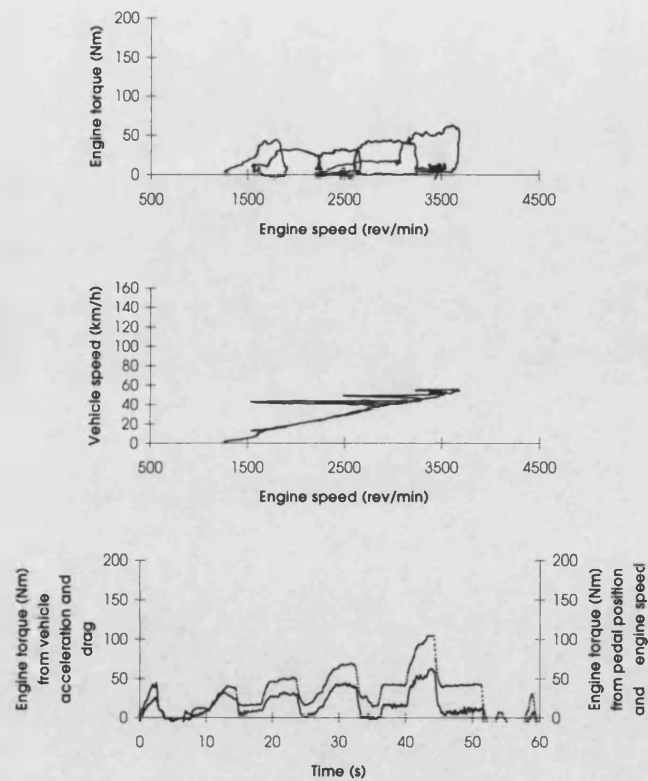 Engine torque (Nm)
200
150
100
50
0
500 1500 2500 3500 4500
Engine speed (rev/min)
Vehicle speed (km/h)
160
140
120
100
80
60
40
20
0
500 1500 2500 3500 4500
Engine speed (rev/min)
Engine torque (Nm)
from vehicle
acceleration and
drag
200
150
100
50
0
200
150
100
50
0
Engine torque (Nm)
from pedal position
and engine speed
0 10 20 30 40 50 60
Time (s)